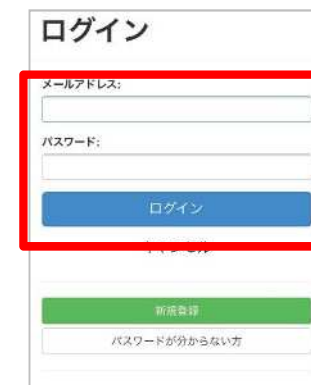 ログイン
メールアドレス:
パスワード:
ログイン
新規登録
パスワードが分からない方